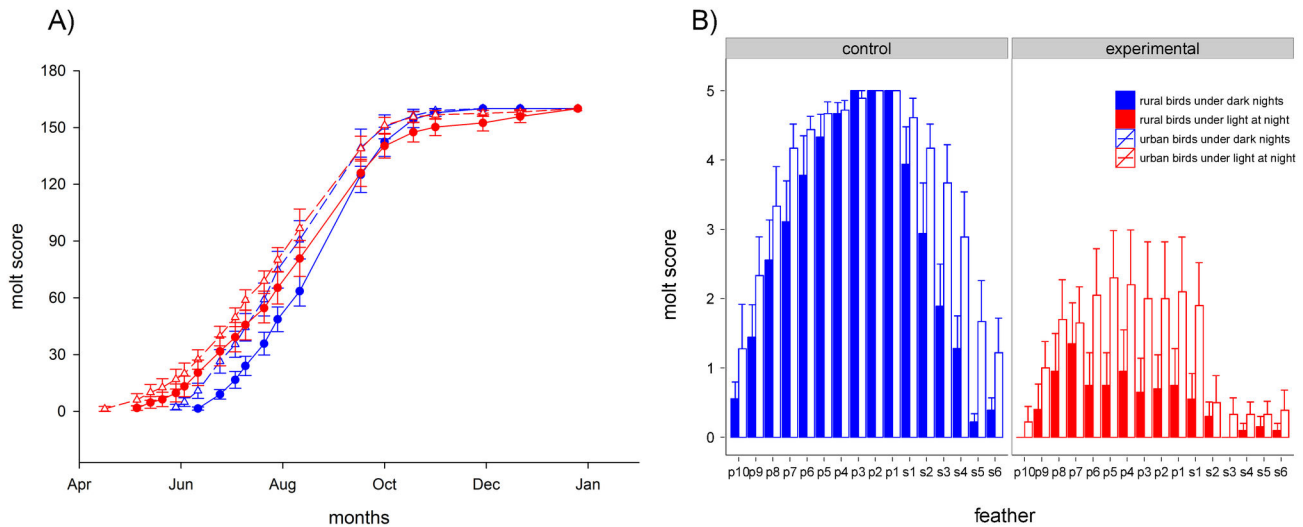 A)
180
150
120
90
60
30
0
molt score
Apr Jun Aug Oct Dec Jan
months
B)
control experimental
rural birds under dark nights
rural birds under light at night
urban birds under dark nights
urban birds under light at night
5
4
3
2
1
0
molt score
p10 p9 p8 p7 p6 p5 p4 p3 p2 p1 s1 s2 s3 s4 s5 s6 p10 p9 p8 p7 p6 p5 p4 p3 p2 p1 s1 s2 s3 s4 s5 s6
feather